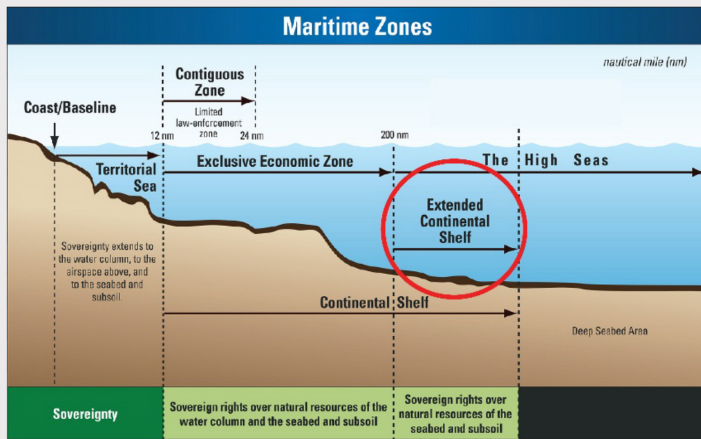 Maritime Zones
nautical mile (nm)
Contiguous
Zone
Limited
law-enforcement
zone
Coast/Baseline
12 nm
24 nm
200 nm
Territorial
Sea
Exclusive Economic Zone
The High Seas
Extended
Continental
Shelf
Sovereignty extends to
the water column, to the
airspace above, and
to the seabed and
subsoil.
Continental Shelf
Deep Seabed Area
Sovereignty
Sovereign rights over natural resources of the
water column and the seabed and subsoil
Sovereign rights over
natural resources of the
seabed and subsoil